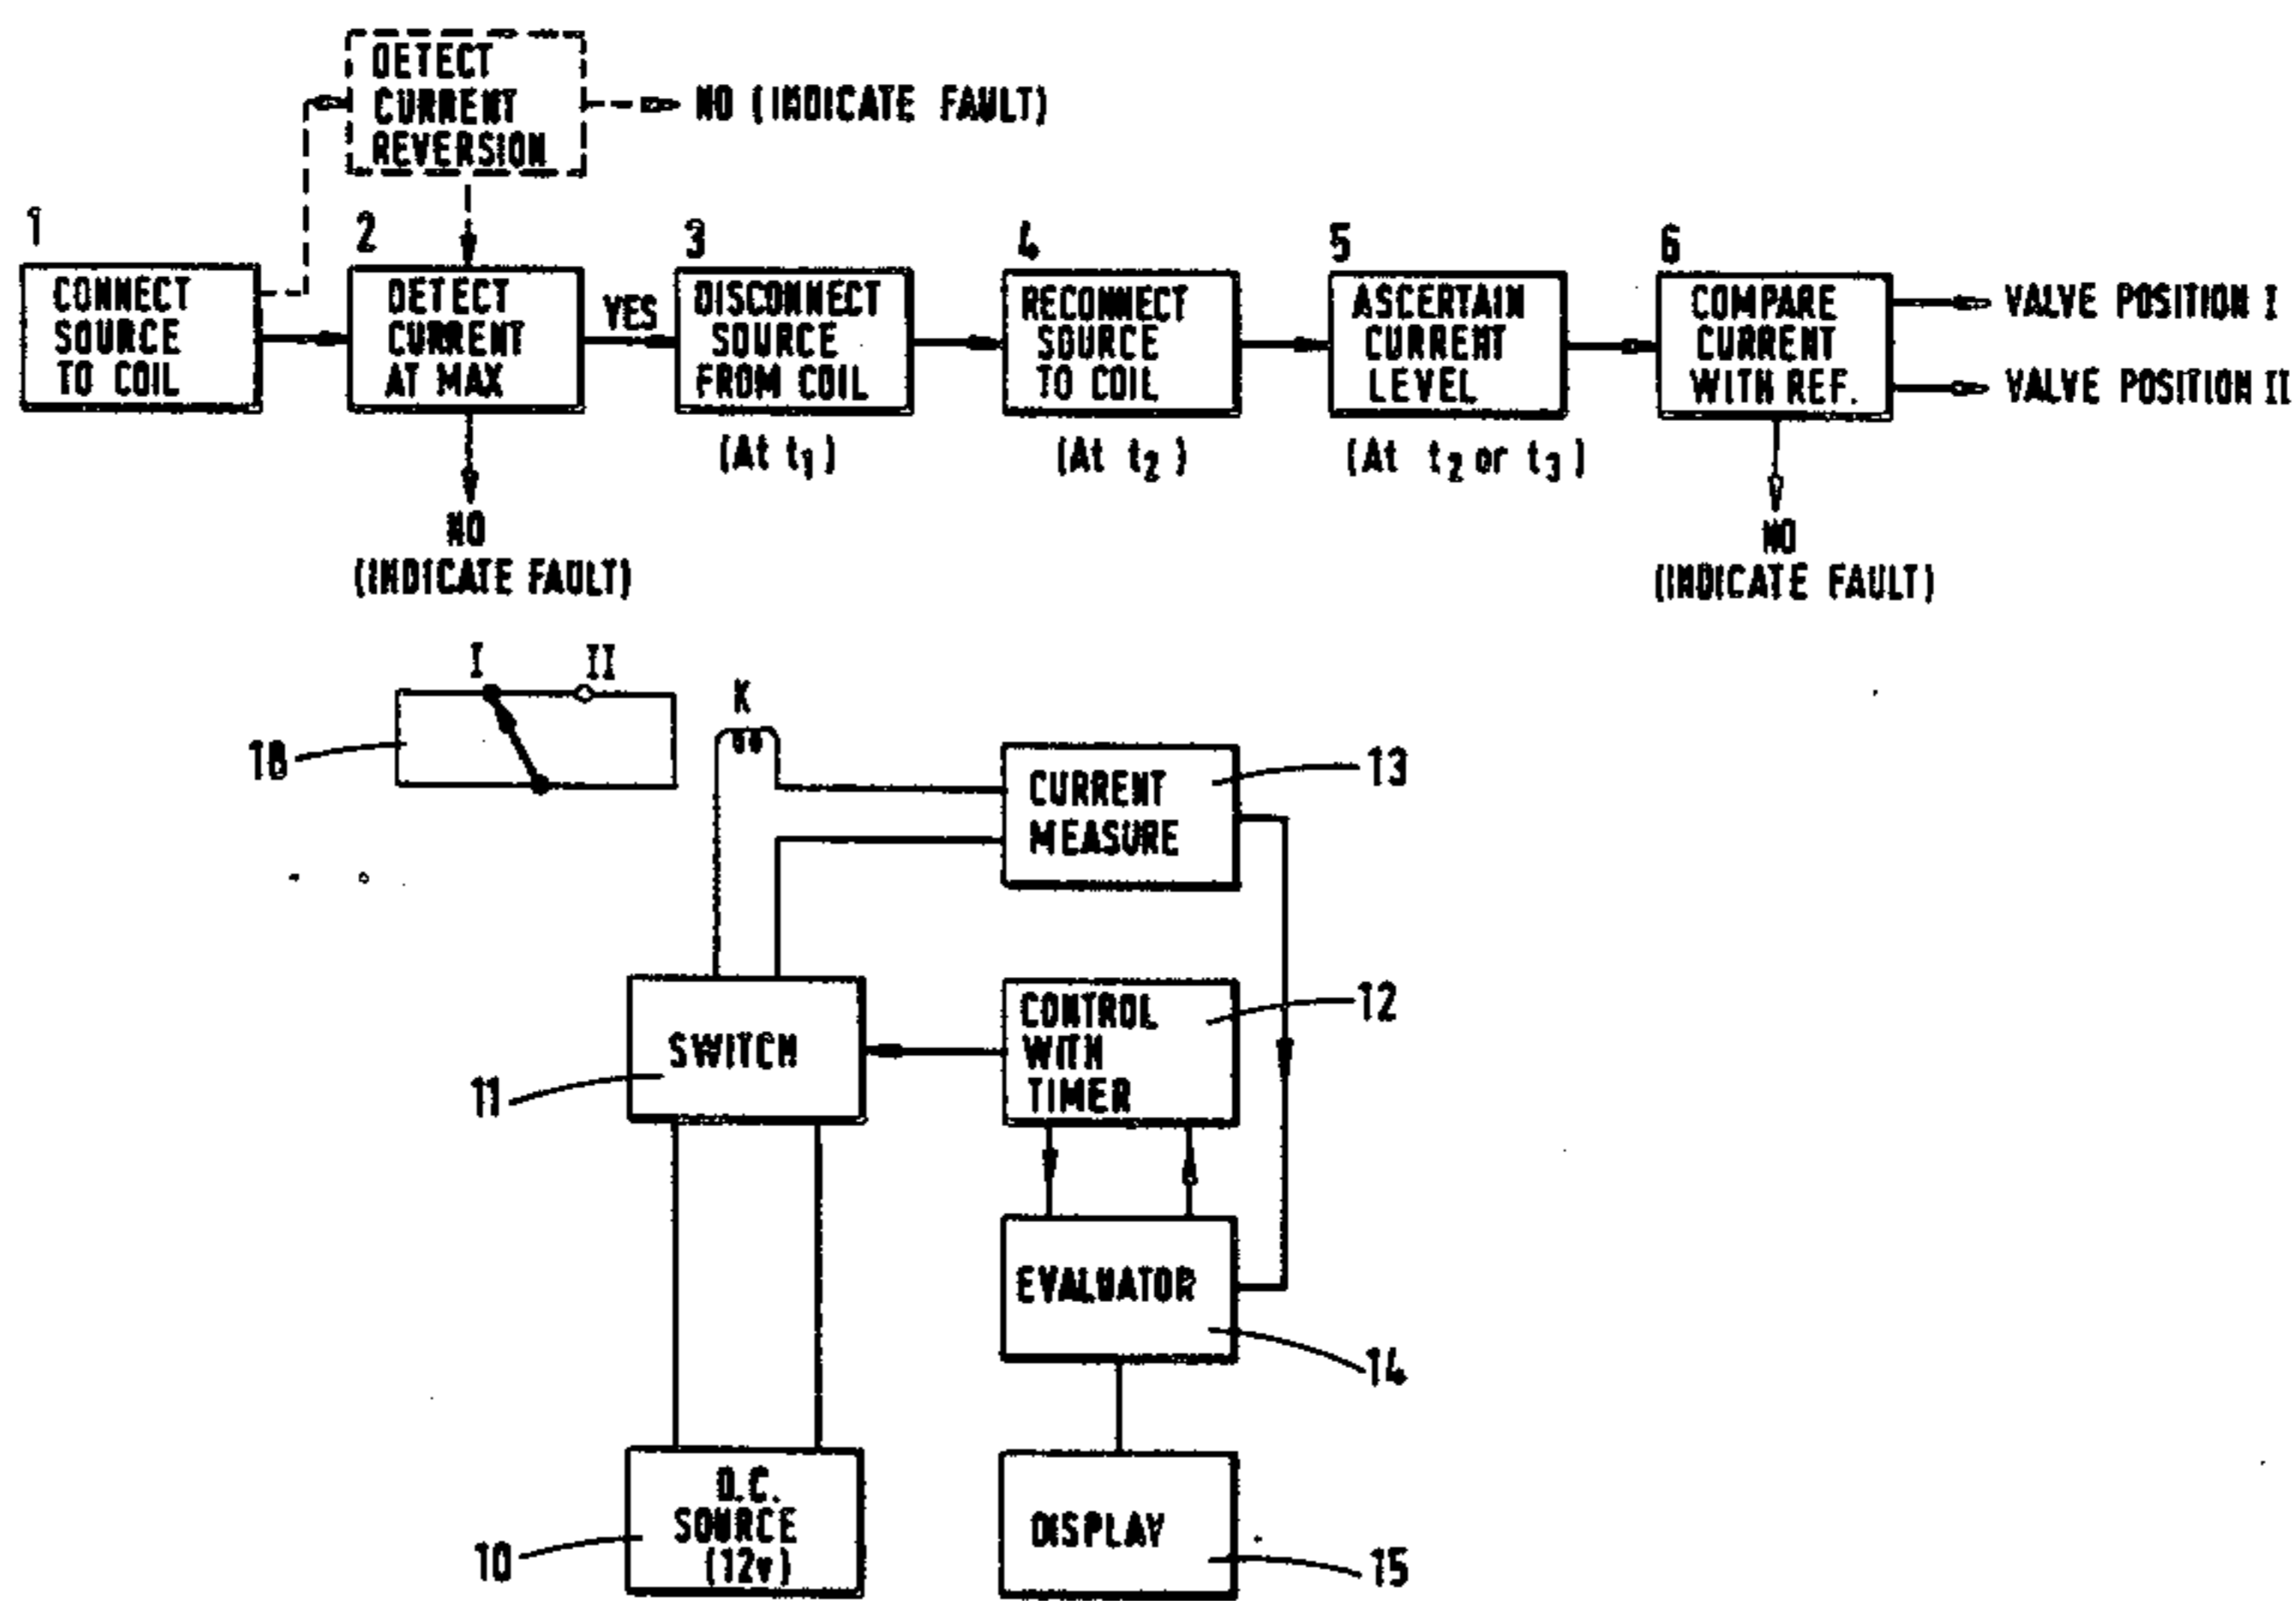 DETECT
CURRENT
REVERSION
NO (INDICATE FAULT)
1
CONNECT
SOURCE
TO COIL
2
DETECT
CURRENT
AT MAX
YES
NO
(INDICATE FAULT)
3
DISCONNECT
SOURCE
FROM COIL
(At t1)
4
RECONNECT
SOURCE
TO COIL
(At t2)
5
ASCERTAIN
CURRENT
LEVEL
(At t2 or t3)
6
COMPARE
CURRENT
WITH REF.
VALVE POSITION I
VALVE POSITION II
NO
(INDICATE FAULT)
I II
18
K
CURRENT
MEASURE
13
SWITCH
11
CONTROL
WITH
TIMER
12
EVALUATOR
14
D.C.
SOURCE
(12v)
10
DISPLAY
15